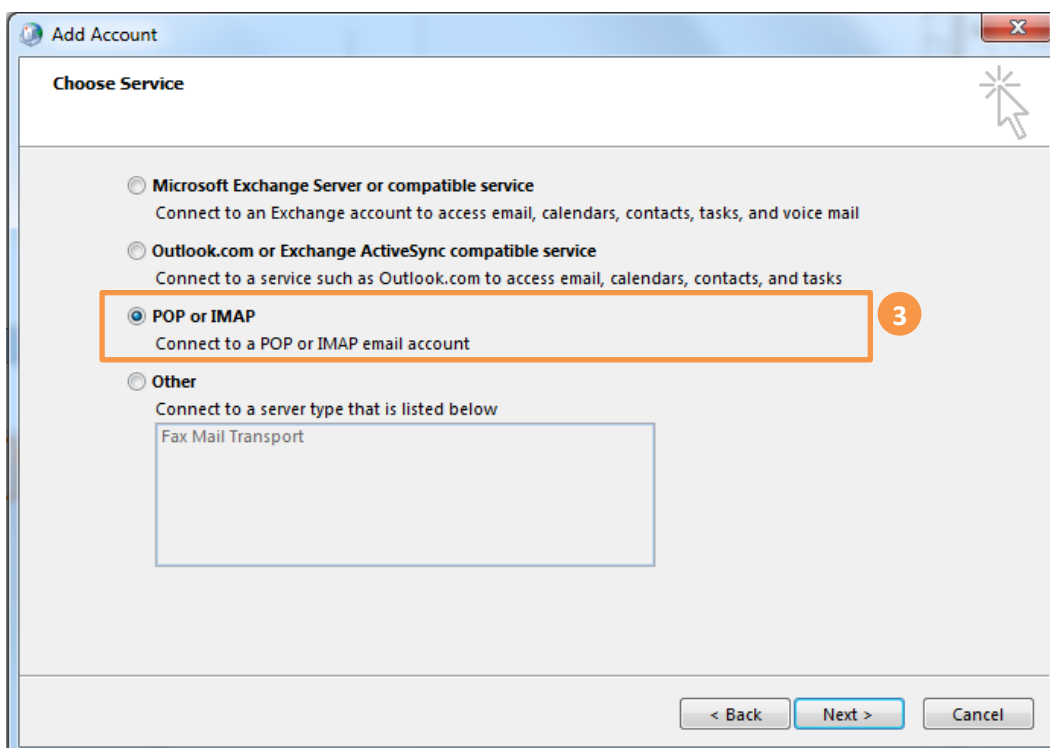 Add Account
Choose Service
Microsoft Exchange Server or compatible service
Connect to an Exchange account to access email, calendars, contacts, tasks, and voice mail
Outlook.com or Exchange ActiveSync compatible service
Connect to a service such as Outlook.com to access email, calendars, contacts, and tasks
POP or IMAP
3
Connect to a POP or IMAP email account
Other
Connect to a server type that is listed below
Fax Mail Transport
< Back Next > Cancel